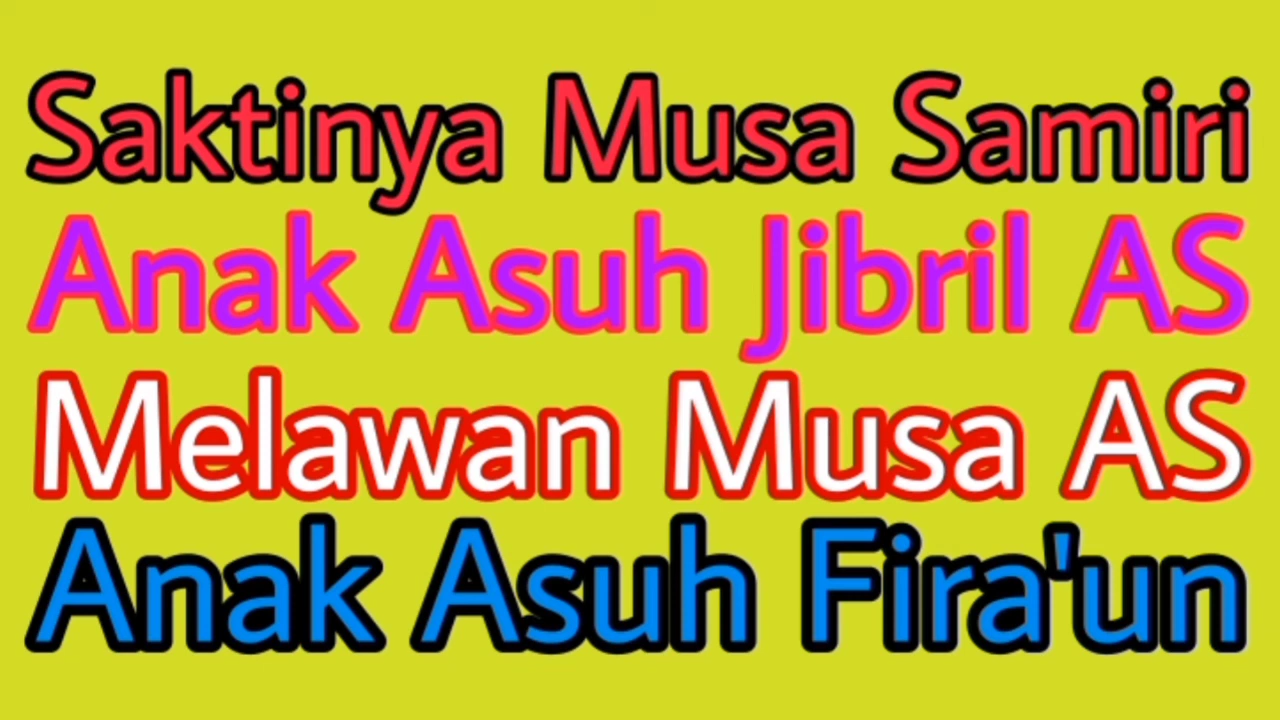 Saktinya Musa Samiri
Anak Asuh Jibril AS
Melawan Musa AS
Anak Asuh Fira'un